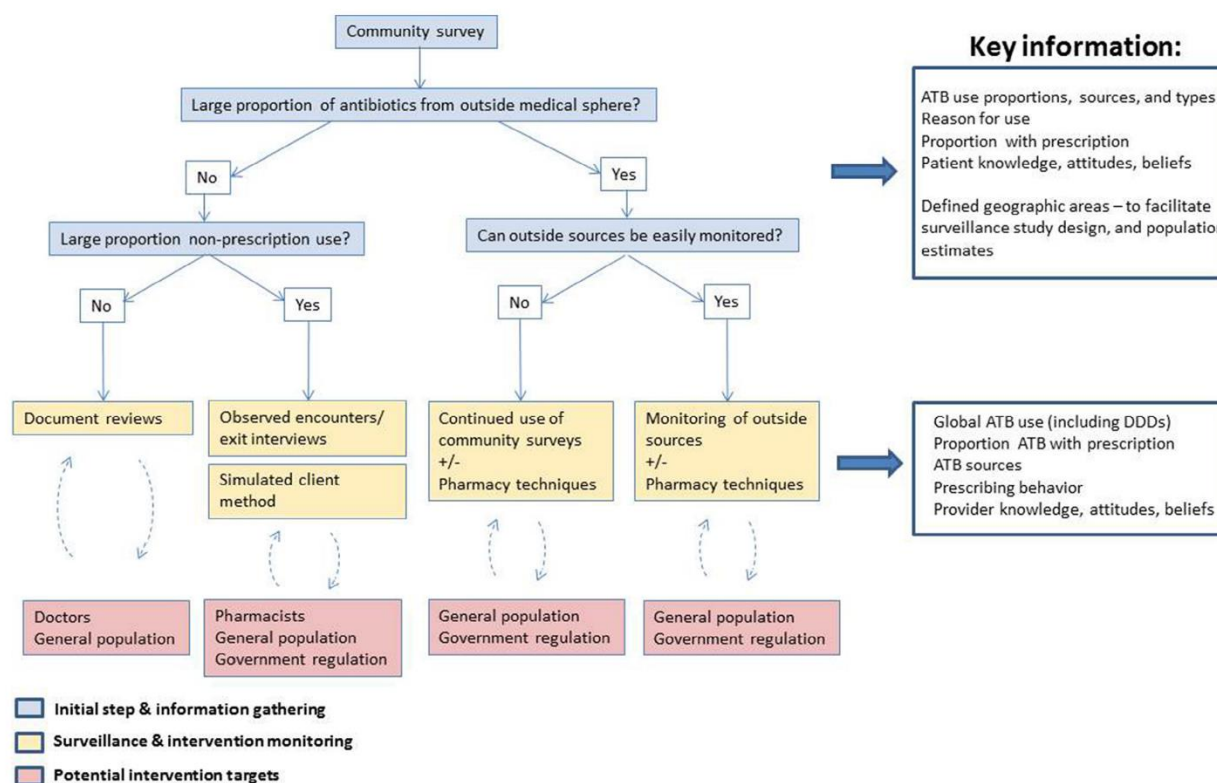 Community survey
Key information:
Large proportion of antibiotics from outside medical sphere?
ATB use proportions, sources, and types
Reason for use
Proportion with prescription
Patient knowledge, attitudes, beliefs
Defined geographic areas – to facilitate
surveillance study design, and population
estimates
No
Yes
Large proportion non-prescription use?
Can outside sources be easily monitored?
No
Yes
No
Yes
Document reviews
Observed encounters/
exit interviews
Simulated client
method
Continued use of
community surveys
+/-
Pharmacy techniques
Monitoring of outside
sources
+/-
Pharmacy techniques
Global ATB use (including DDDs)
Proportion ATB with prescription
ATB sources
Prescribing behavior
Provider knowledge, attitudes, beliefs
Doctors
General population
Pharmacists
General population
Government regulation
General population
Government regulation
General population
Government regulation
Initial step & information gathering
Surveillance & intervention monitoring
Potential intervention targets